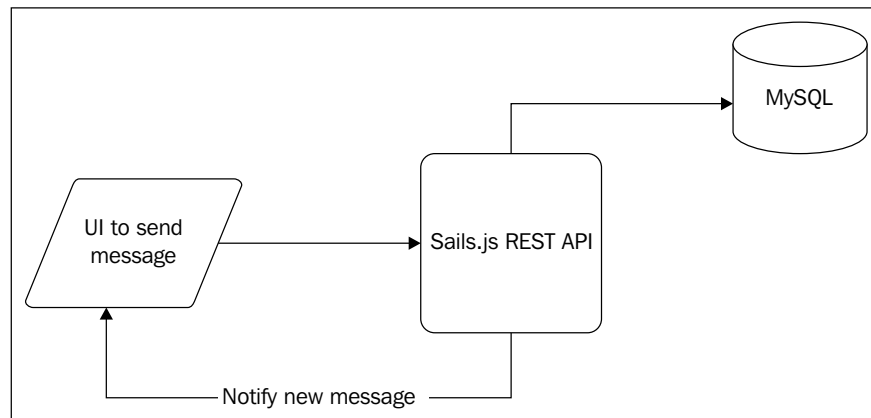 MySQL
UI to send
message
Sails.js REST API
Notify new message